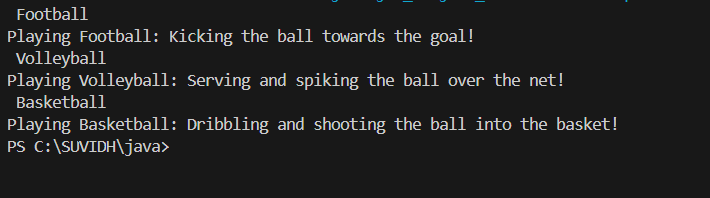 Football
Playing Football: Kicking the ball towards the goal!
Volleyball
Playing Volleyball: Serving and spiking the ball over the net!
Basketball
Playing Basketball: Dribbling and shooting the ball into the basket!
PS C:\SUVIDH\java>